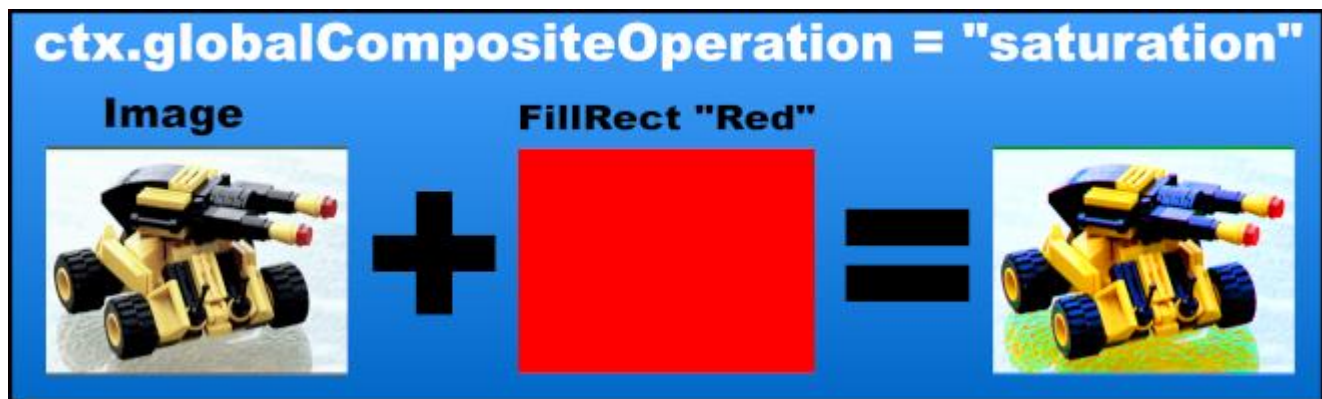 ctx.globalCompositeOperation = "saturation"
Image
FillRect "Red"